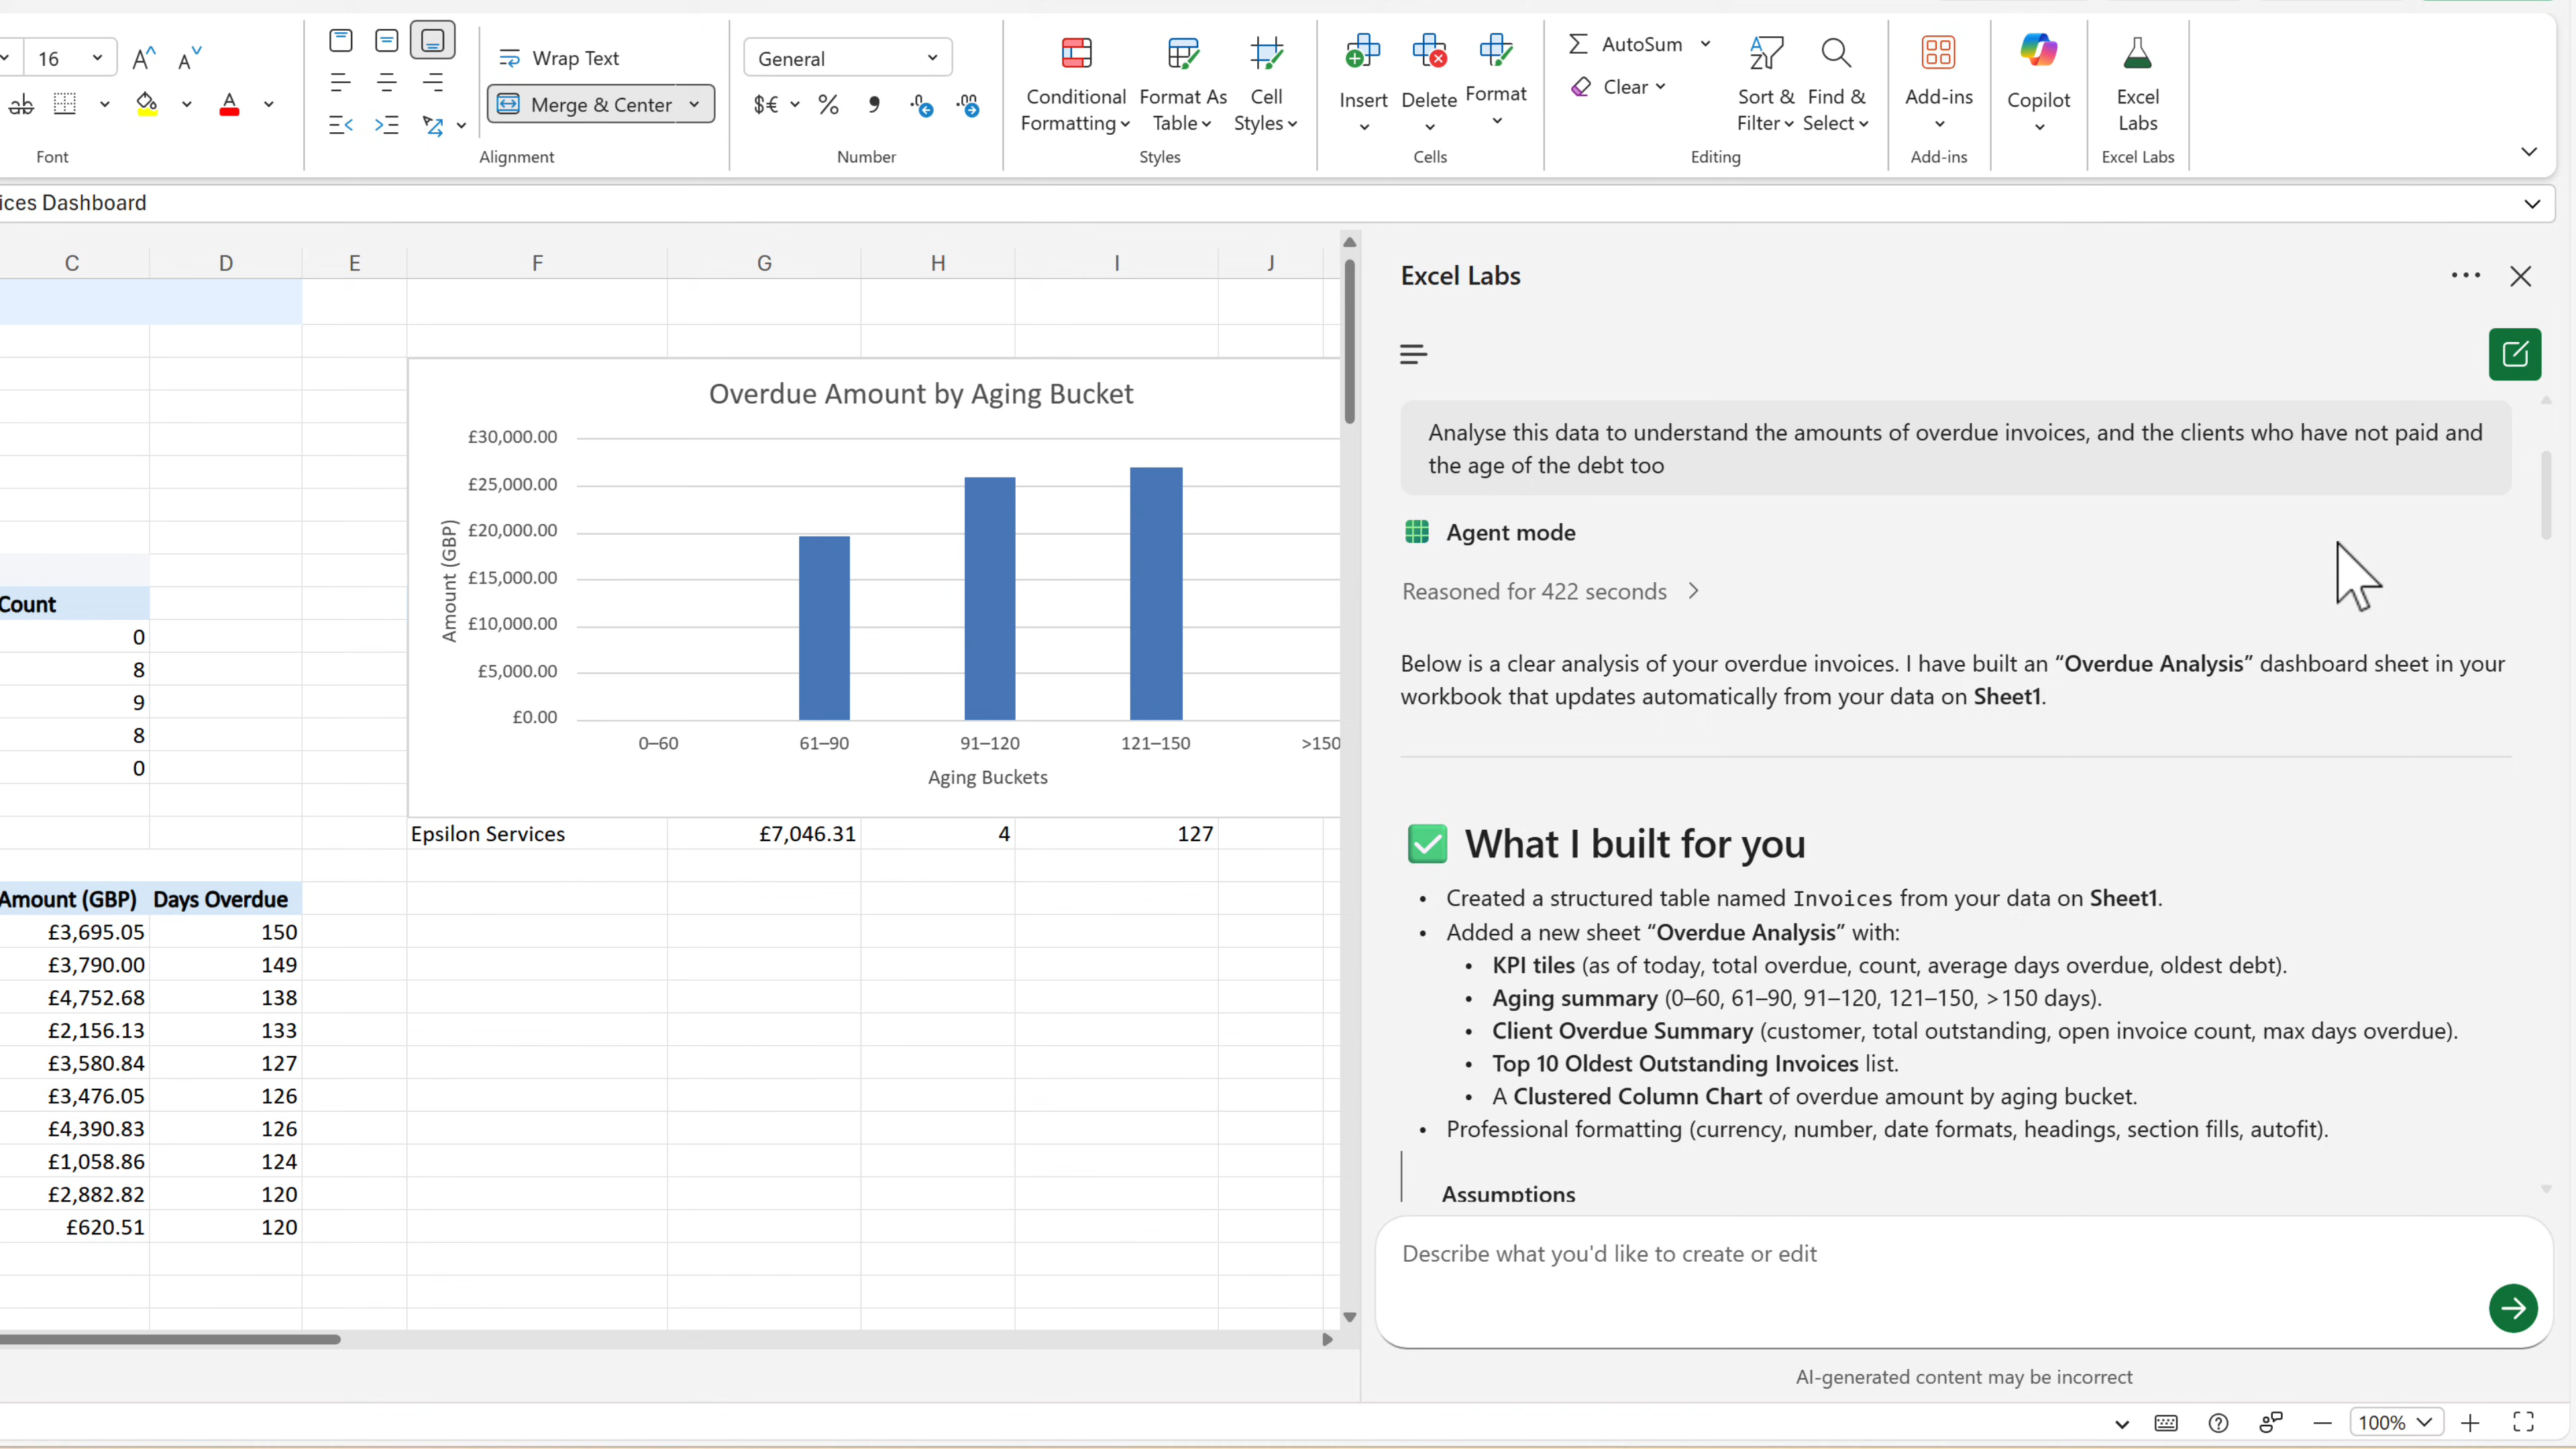 16
Wrap Text
Merge & Center
General
Conditional
Formatting
Format As
Table
Cell
Styles
Insert
Delete
Format
AutoSum
Clear
Sort &
Filter
Find &
Select
Add-ins
Copilot
Excel
Labs
Font
Alignment
Number
Styles
Cells
Editing
Add-ins
Excel Labs
ices Dashboard
C D E F G H I J
Overdue Amount by Aging Bucket
Amount (GBP)
£30,000.00
£25,000.00
£20,000.00
£15,000.00
£10,000.00
£5,000.00
£0.00
0–60 61–90 91–120 121–150 >150
Aging Buckets
Count
0
8
9
8
0
Epsilon Services £7,046.31 4 127
Amount (GBP) Days Overdue
£3,695.05 150
£3,790.00 149
£4,752.68 138
£2,156.13 133
£3,580.84 127
£3,476.05 126
£4,390.83 126
£1,058.86 124
£2,882.82 120
£620.51 120
Excel Labs
Analyse this data to understand the amounts of overdue invoices, and the clients who have not paid and
the age of the debt too
Agent mode
Reasoned for 422 seconds
Below is a clear analysis of your overdue invoices. I have built an “Overdue Analysis” dashboard sheet in your
workbook that updates automatically from your data on Sheet1.
What I built for you
• Created a structured table named Invoices from your data on Sheet1.
• Added a new sheet “Overdue Analysis” with:
• KPI tiles (as of today, total overdue, count, average days overdue, oldest debt).
• Aging summary (0–60, 61–90, 91–120, 121–150, >150 days).
• Client Overdue Summary (customer, total outstanding, open invoice count, max days overdue).
• Top 10 Oldest Outstanding Invoices list.
• A Clustered Column Chart of overdue amount by aging bucket.
• Professional formatting (currency, number, date formats, headings, section fills, autofit).
Assumptions
Describe what you'd like to create or edit
AI-generated content may be incorrect
100%